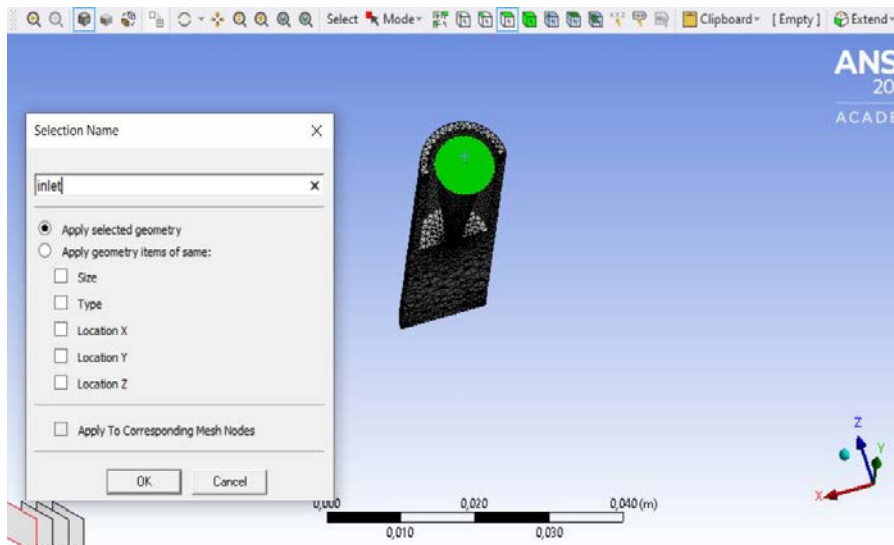 Select Mode Clipboard [Empty] Extend
ANS
20
ACADE
Selection Name
inlet
Apply selected geometry
Apply geometry items of same:
Size
Type
Location X
Location Y
Location Z
Apply To Corresponding Mesh Nodes
OK Cancel
Z
Y
X
0,000 0,020 0,040 (m)
0,010 0,030